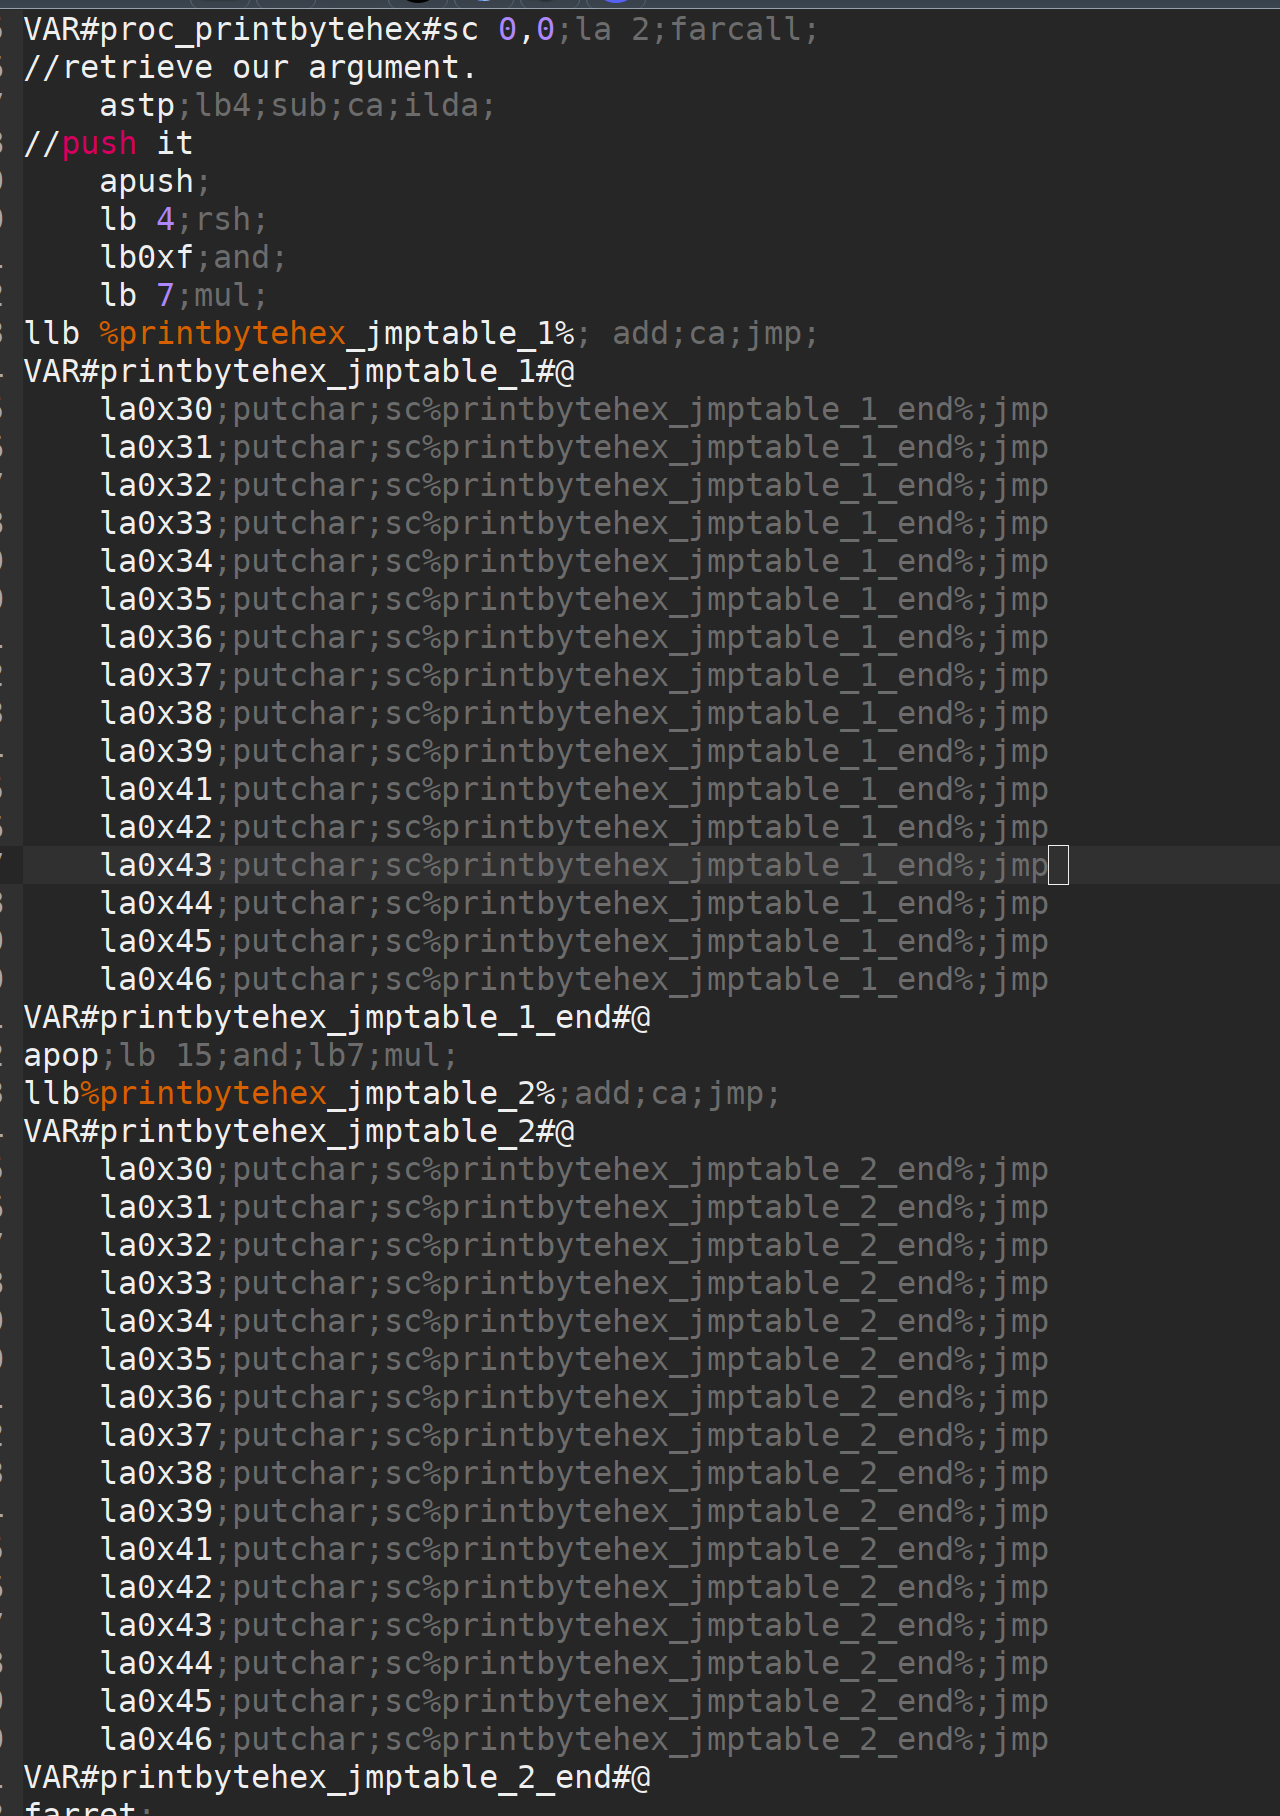 VAR#proc_printbytehex#sc 0,0;la 2;farcall;
//retrieve our argument.
    astp;lb4;sub;ca;ilda;
//push it
    apush;
    lb 4;rsh;
    lb0xf;and;
    lb 7;mul;
llb %printbytehex_jmptable_1%; add;ca;jmp;
VAR#printbytehex_jmptable_1#@
    la0x30;putchar;sc%printbytehex_jmptable_1_end%;jmp
    la0x31;putchar;sc%printbytehex_jmptable_1_end%;jmp
    la0x32;putchar;sc%printbytehex_jmptable_1_end%;jmp
    la0x33;putchar;sc%printbytehex_jmptable_1_end%;jmp
    la0x34;putchar;sc%printbytehex_jmptable_1_end%;jmp
    la0x35;putchar;sc%printbytehex_jmptable_1_end%;jmp
    la0x36;putchar;sc%printbytehex_jmptable_1_end%;jmp
    la0x37;putchar;sc%printbytehex_jmptable_1_end%;jmp
    la0x38;putchar;sc%printbytehex_jmptable_1_end%;jmp
    la0x39;putchar;sc%printbytehex_jmptable_1_end%;jmp
    la0x41;putchar;sc%printbytehex_jmptable_1_end%;jmp
    la0x42;putchar;sc%printbytehex_jmptable_1_end%;jmp
    la0x43;putchar;sc%printbytehex_jmptable_1_end%;jmp
    la0x44;putchar;sc%printbytehex_jmptable_1_end%;jmp
    la0x45;putchar;sc%printbytehex_jmptable_1_end%;jmp
    la0x46;putchar;sc%printbytehex_jmptable_1_end%;jmp
VAR#printbytehex_jmptable_1_end#@
apop;lb 15;and;lb7;mul;
llb%printbytehex_jmptable_2%;add;ca;jmp;
VAR#printbytehex_jmptable_2#@
    la0x30;putchar;sc%printbytehex_jmptable_2_end%;jmp
    la0x31;putchar;sc%printbytehex_jmptable_2_end%;jmp
    la0x32;putchar;sc%printbytehex_jmptable_2_end%;jmp
    la0x33;putchar;sc%printbytehex_jmptable_2_end%;jmp
    la0x34;putchar;sc%printbytehex_jmptable_2_end%;jmp
    la0x35;putchar;sc%printbytehex_jmptable_2_end%;jmp
    la0x36;putchar;sc%printbytehex_jmptable_2_end%;jmp
    la0x37;putchar;sc%printbytehex_jmptable_2_end%;jmp
    la0x38;putchar;sc%printbytehex_jmptable_2_end%;jmp
    la0x39;putchar;sc%printbytehex_jmptable_2_end%;jmp
    la0x41;putchar;sc%printbytehex_jmptable_2_end%;jmp
    la0x42;putchar;sc%printbytehex_jmptable_2_end%;jmp
    la0x43;putchar;sc%printbytehex_jmptable_2_end%;jmp
    la0x44;putchar;sc%printbytehex_jmptable_2_end%;jmp
    la0x45;putchar;sc%printbytehex_jmptable_2_end%;jmp
    la0x46;putchar;sc%printbytehex_jmptable_2_end%;jmp
VAR#printbytehex_jmptable_2_end#@
farret;